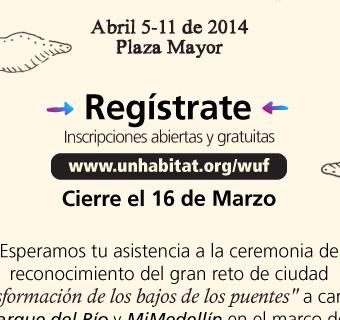 Abril 5-11 de 2014
Plaza Mayor
Regístrate
Inscripciones abiertas y gratuitas
www.unhabitat.org/wuf
Cierre el 16 de Marzo
Esperamos tu asistencia a la ceremonia de
reconocimiento del gran reto de ciudad
sformación de los bajos de los puentes" a car
arque del Río y MiMedellín en el marco de